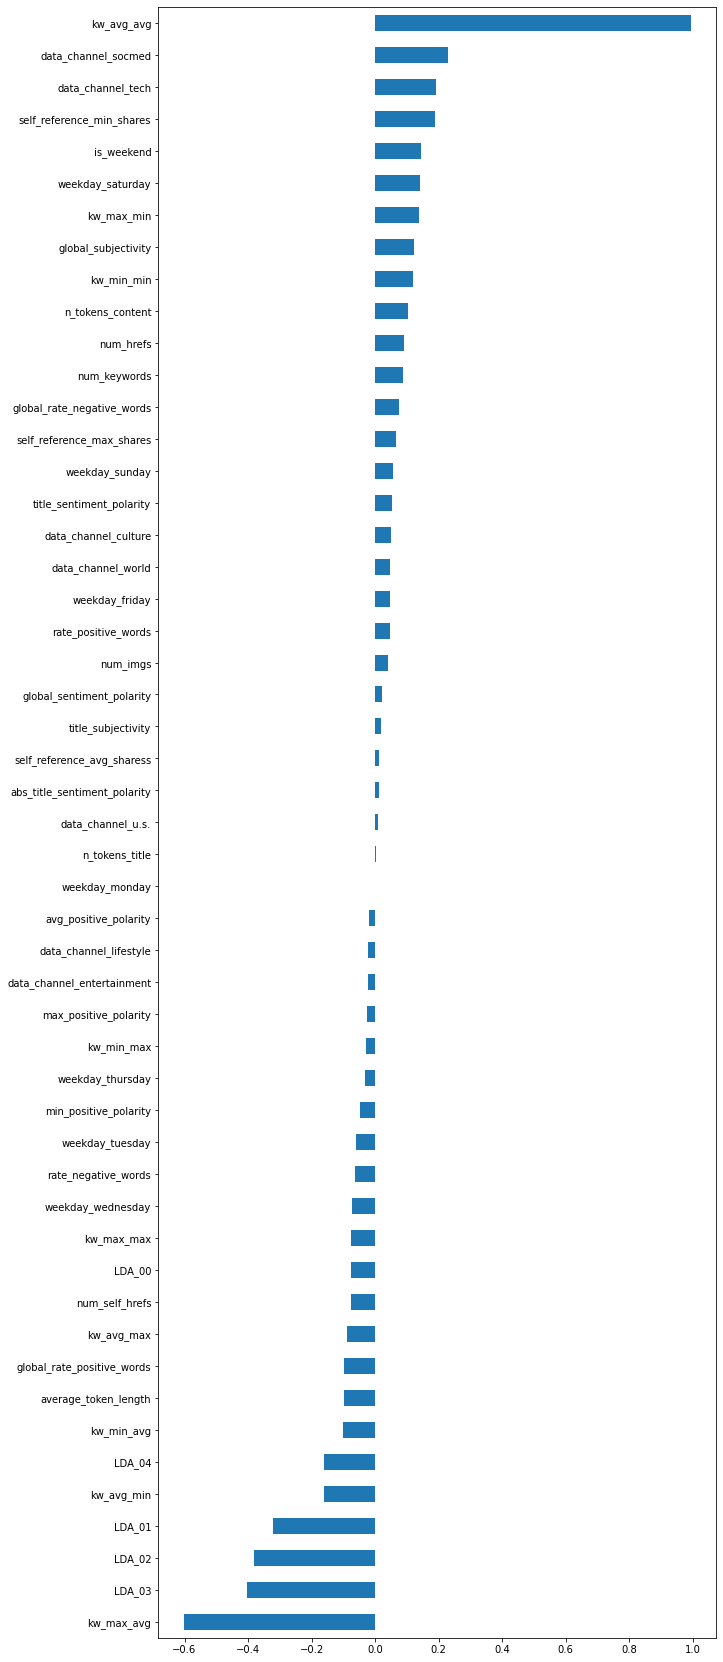 kw_avg_avg
data_channel_socmed
data_channel_tech
self_reference_min_shares
is_weekend
weekday_saturday
kw_max_min
global_subjectivity
kw_min_min
n_tokens_content
num_hrefs
num_keywords
global_rate_negative_words
self_reference_max_shares
weekday_sunday
title_sentiment_polarity
data_channel_culture
data_channel_world
weekday_friday
rate_positive_words
num_imgs
global_sentiment_polarity
title_subjectivity
self_reference_avg_sharess
abs_title_sentiment_polarity
data_channel_u.s.
n_tokens_title
weekday_monday
avg_positive_polarity
data_channel_lifestyle
data_channel_entertainment
max_positive_polarity
kw_min_max
weekday_thursday
min_positive_polarity
weekday_tuesday
rate_negative_words
weekday_wednesday
kw_max_max
LDA_00
num_self_hrefs
kw_avg_max
global_rate_positive_words
average_token_length
kw_min_avg
LDA_04
kw_avg_min
LDA_01
LDA_02
LDA_03
kw_max_avg
−0.6 −0.4 −0.2 0.0 0.2 0.4 0.6 0.8 1.0